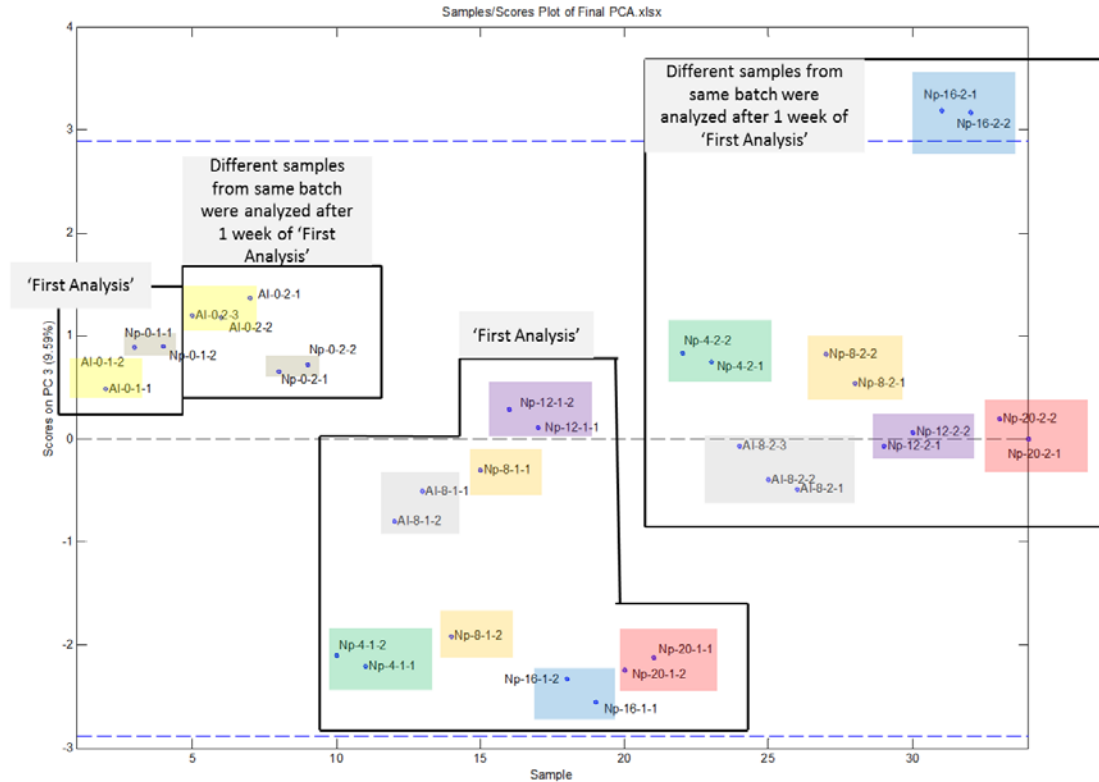 Samples/Scores Plot of Final PCA.xlsx
4
3
2
1
0
-1
-2
-3
Scores on PC 3 (9.59%)
5
10
15
20
25
30
Sample
'First Analysis'
Different samples
from same batch
were analyzed after
1 week of 'First
Analysis'
'First Analysis'
Different samples from
same batch were
analyzed after 1 week of
'First Analysis'
Np-0-1-1
Np-0-1-2
Al-0-1-2
Al-0-1-1
Al-0-2-1
Al-0-2-3
Al-0-2-2
Np-0-2-2
Np-0-2-1
Np-12-1-2
Np-12-1-1
Np-8-1-1
Al-8-1-1
Al-8-1-2
Np-4-1-2
Np-4-1-1
Np-8-1-2
Np-16-1-2
Np-16-1-1
Np-20-1-1
Np-20-1-2
Np-16-2-1
Np-16-2-2
Np-4-2-2
Np-4-2-1
Np-8-2-2
Np-8-2-1
Al-8-2-3
Al-8-2-2
Al-8-2-1
Np-12-2-2
Np-12-2-1
Np-20-2-2
Np-20-2-1